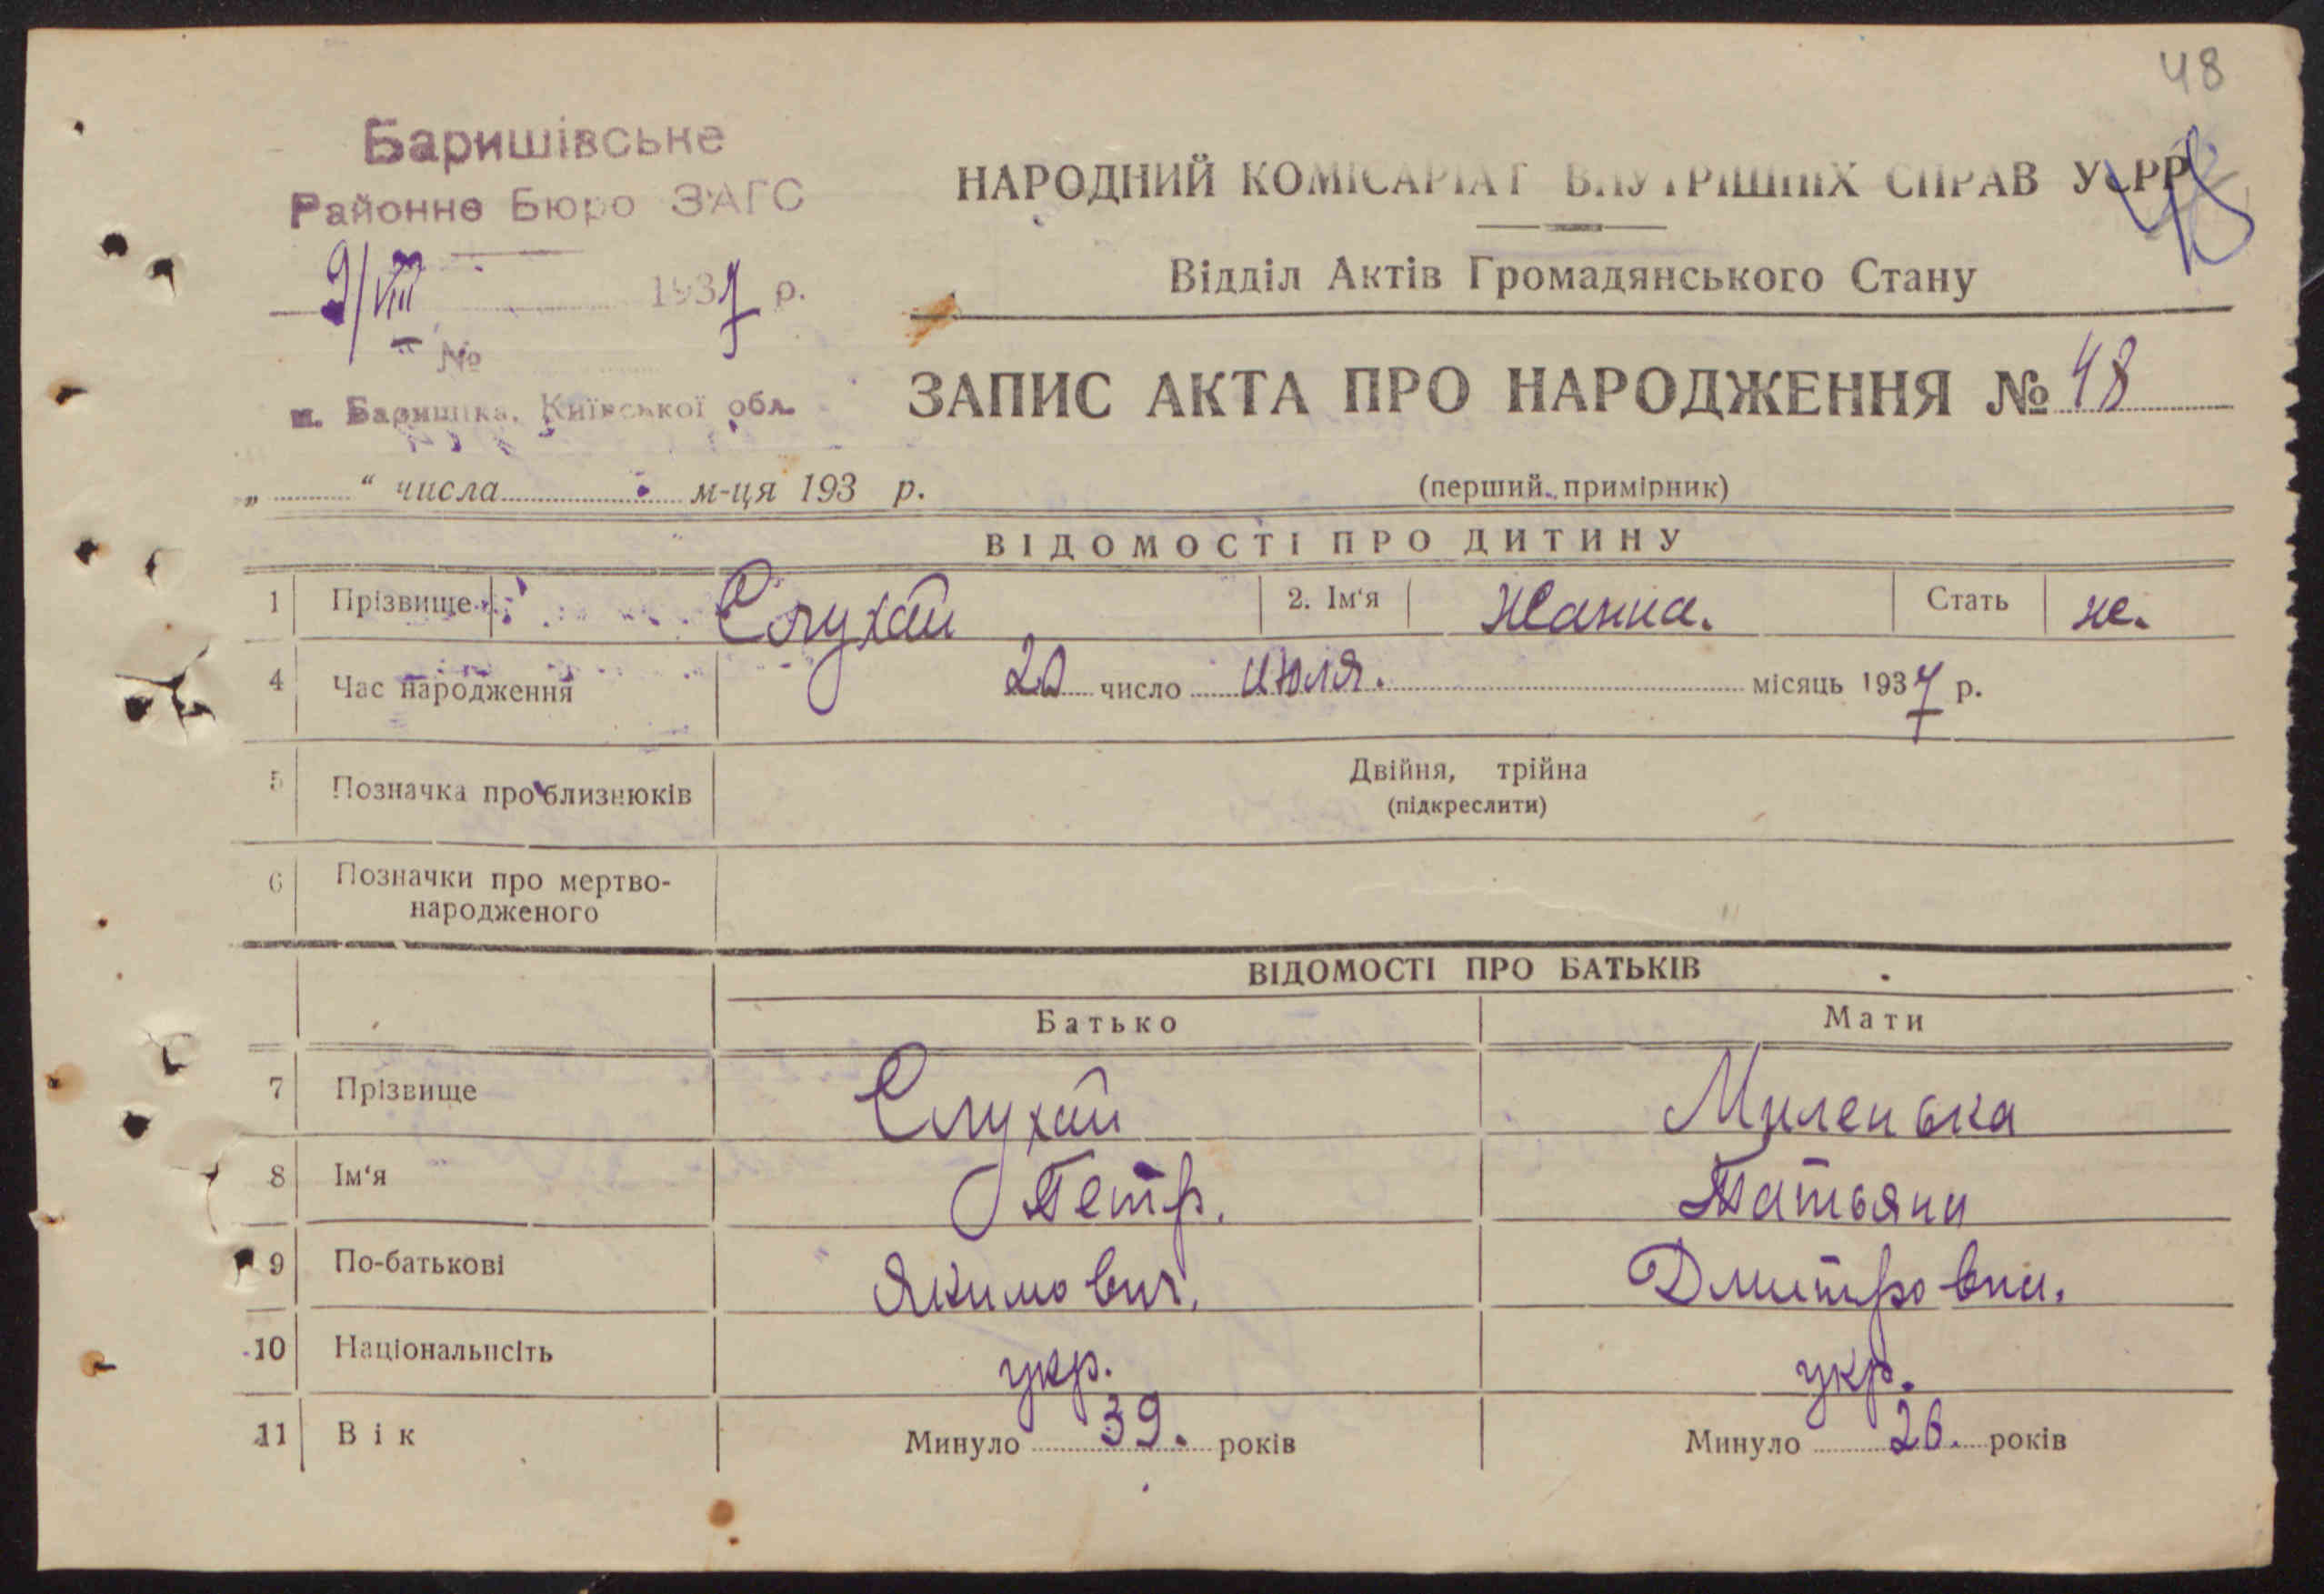 48
Баришівське
Районне Бюро ЗАГС
9/VIII 1937 р.
№
м. Баришівка, Київської обл.
НАРОДНИЙ КОМІСАРІАТ ВНУТРІШНІХ СПРАВ УСРР
Відділ Актів Громадянського Стану
ЗАПИС АКТА ПРО НАРОДЖЕННЯ № 48
„ “ числа м-ця 193 р.
(перший примірник)
ВІДОМОСТІ ПРО ДИТИНУ
1 Прізвище Слухай 2. Ім'я Жанна. Стать ж.
4 Час народження 20 число июля. місяць 1937 р.
5 Позначка про близнюків Двійня, трійна
(підкреслити)
6 Позначки про мертво-
народженого
ВІДОМОСТІ ПРО БАТЬКІВ
Батько Мати
7 Прізвище Слухай Миленька
8 Ім'я Петр. Татьяна
9 По-батькові Якимович. Дмитровна.
10 Національнсіть укр. укр.
11 Вік Минуло 39. років Минуло 26. років